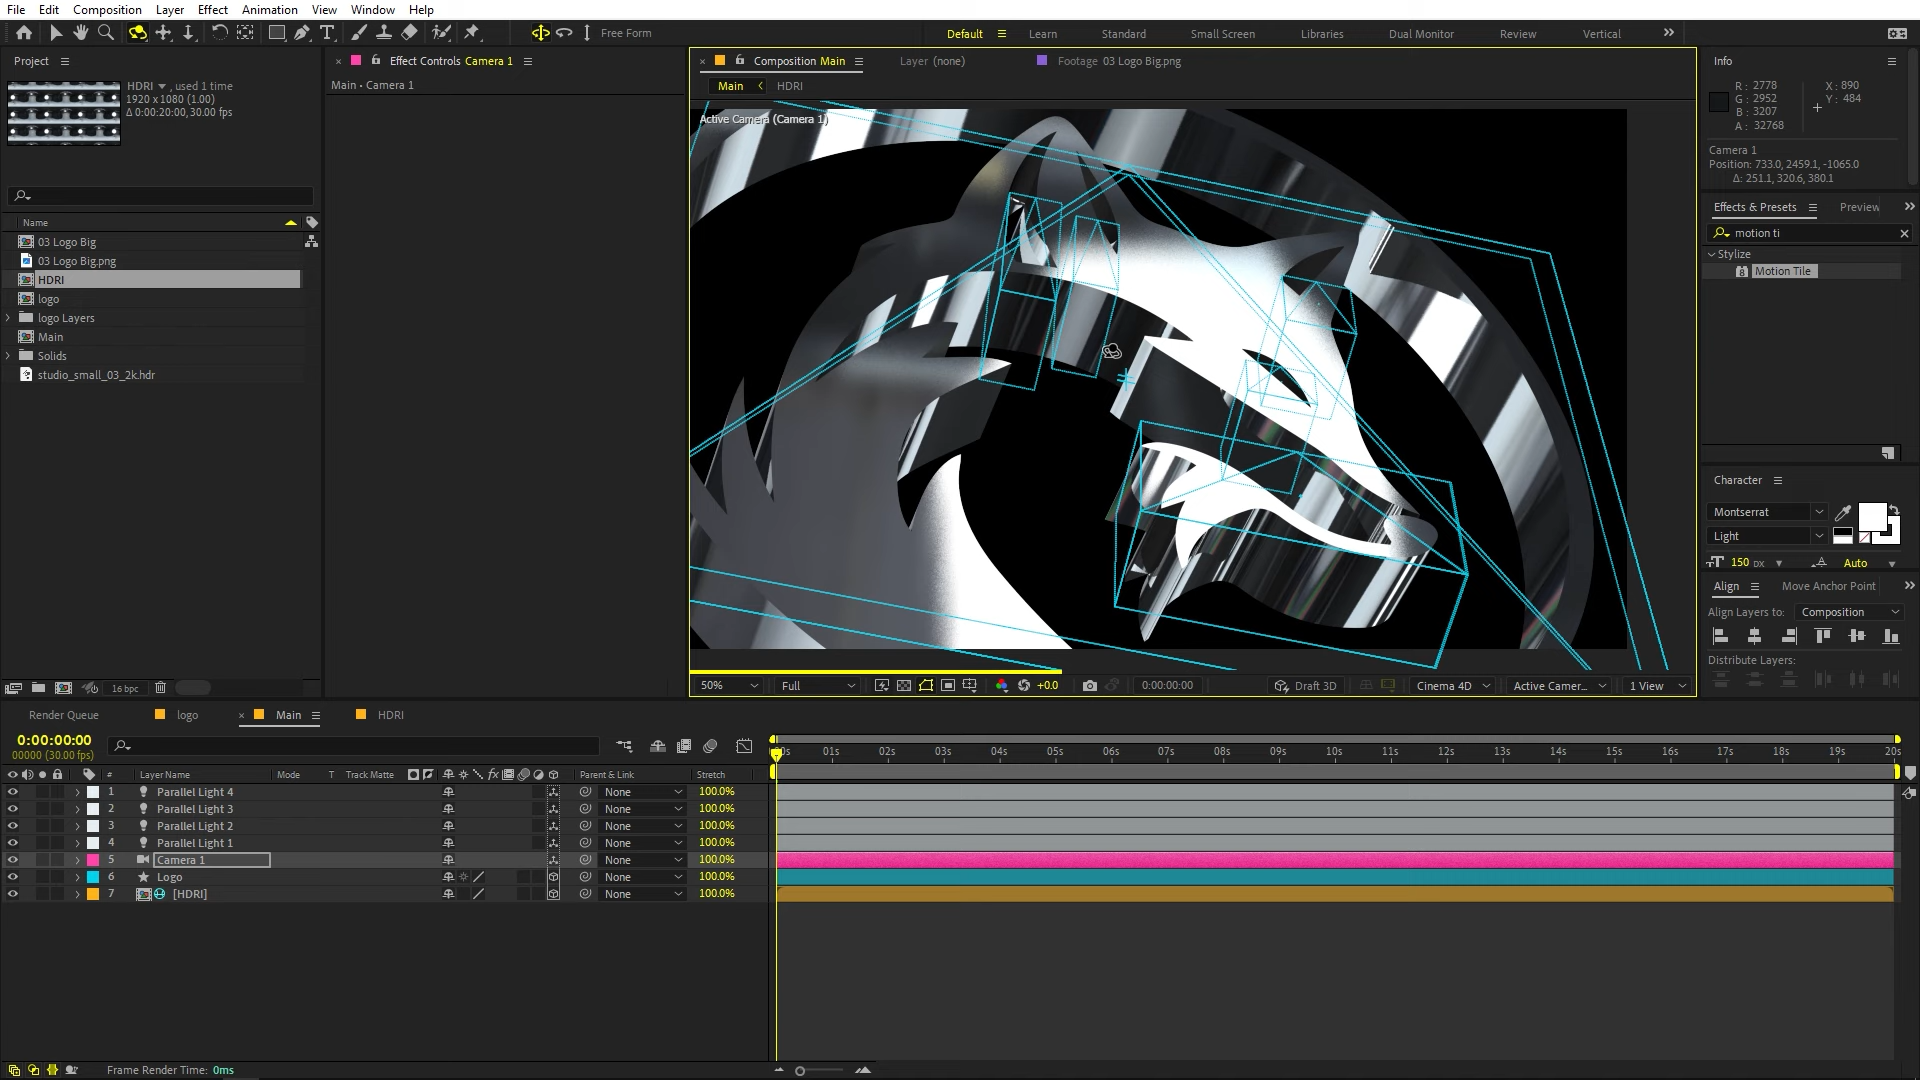 File Edit Composition Layer Effect Animation View Window Help
Free Form
Default Learn Standard Small Screen Libraries Dual Monitor Review Vertical
Project
HDRI , used 1 time
1920 x 1080 (1.00)
Δ 0:00:20:00, 30.00 fps
Name
03 Logo Big
03 Logo Big.png
HDRI
logo
logo Layers
Main
Solids
studio_small_03_2k.hdr
16 bpc
Effect Controls Camera 1
Main • Camera 1
Composition Main Layer (none) Footage 03 Logo Big.png
Main HDRI
Active Camera (Camera 1)
50% Full +0.0 0:00:00:00 Draft 3D Cinema 4D Active Camer... 1 View
Info
R : 2778
G : 2952
B : 3207
A : 32768
X : 890
Y : 484
Camera 1
Position: 733.0, 2459.1, -1065.0
Δ: 251.1, 320.6, 380.1
Effects & Presets Preview
motion ti
Stylize
Motion Tile
Character
Montserrat
Light
150 px Auto
Align Move Anchor Point
Align Layers to: Composition
Distribute Layers:
Render Queue logo Main HDRI
0:00:00:00
00000 (30.00 fps)
# Layer Name Mode T Track Matte Parent & Link Stretch
1 Parallel Light 4 None 100.0%
2 Parallel Light 3 None 100.0%
3 Parallel Light 2 None 100.0%
4 Parallel Light 1 None 100.0%
5 Camera 1 None 100.0%
6 Logo None 100.0%
7 [HDRI] None 100.0%
01s 02s 03s 04s 05s 06s 07s 08s 09s 10s 11s 12s 13s 14s 15s 16s 17s 18s 19s 20s
Frame Render Time: 0ms